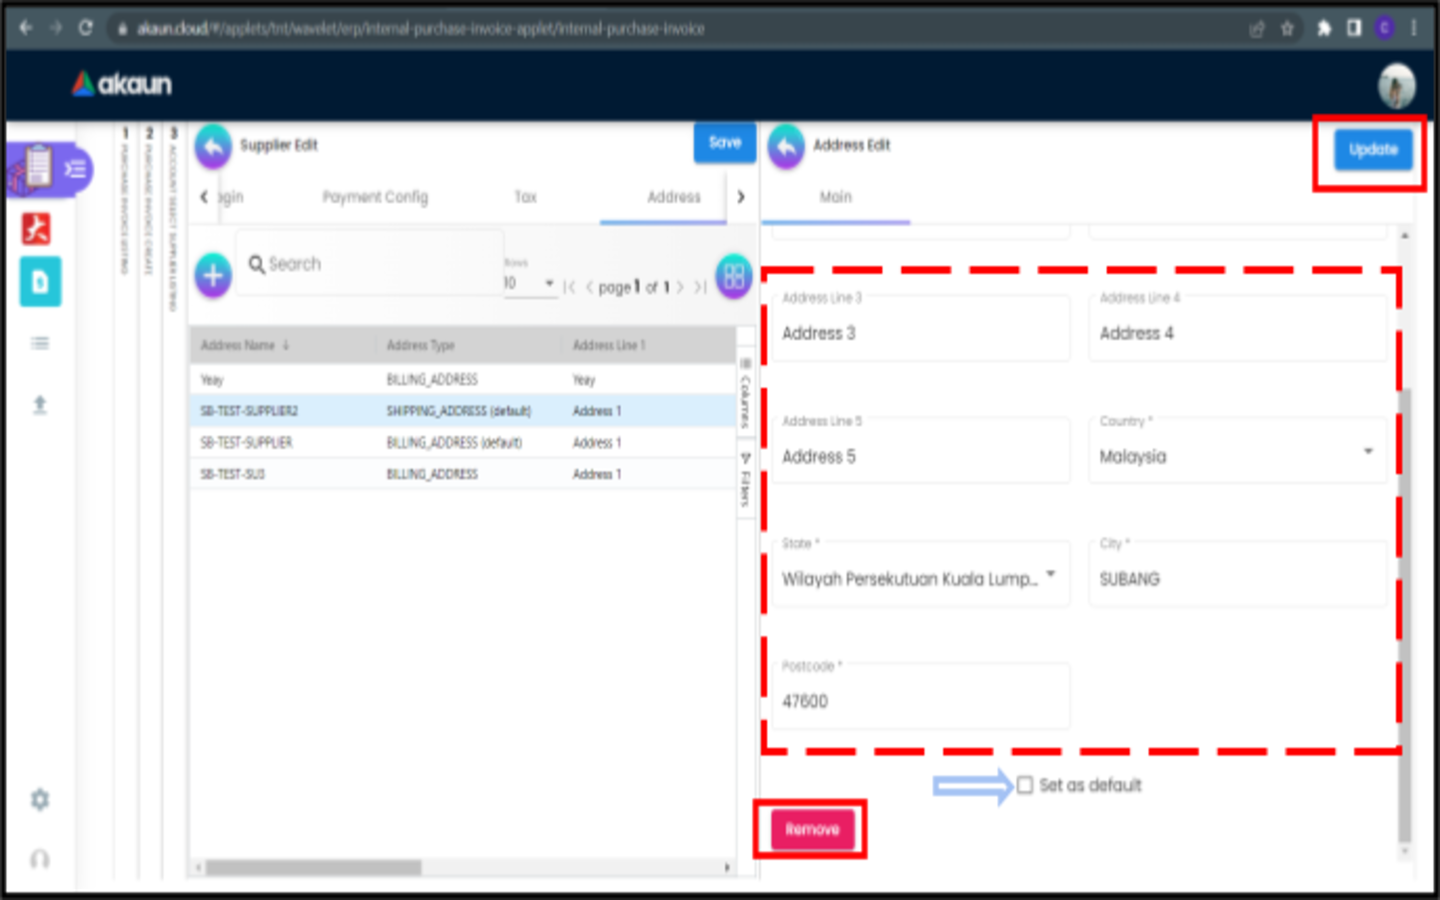 akaun.cloud/#/applets/tnt/wavelet/erp/internal-purchase-invoice-applet/internal-purchase-invoice
C
akaun
1 PURCHASE INVOICE LISTING
2 PURCHASE INVOICE CREATE
3 ACCOUNT SELECT SUPPLIER LISTING
Supplier Edit
Save
Address Edit
Update
ogin
Payment Config
Tax
Address
Main
Search
Rows
10
page 1 of 1
Address Name ↓ Address Type Address Line 1
Yeay BILLING_ADDRESS Yeay
SB-TEST-SUPPLIER2 SHIPPING_ADDRESS (default) Address 1
SB-TEST-SUPPLIER BILLING_ADDRESS (default) Address 1
SB-TEST-SU3 BILLING_ADDRESS Address 1
Columns
Filters
Address Line 3
Address 3
Address Line 4
Address 4
Address Line 5
Address 5
Country *
Malaysia
State *
Wilayah Persekutuan Kuala Lump...
City *
SUBANG
Postcode *
47600
Set as default
Remove